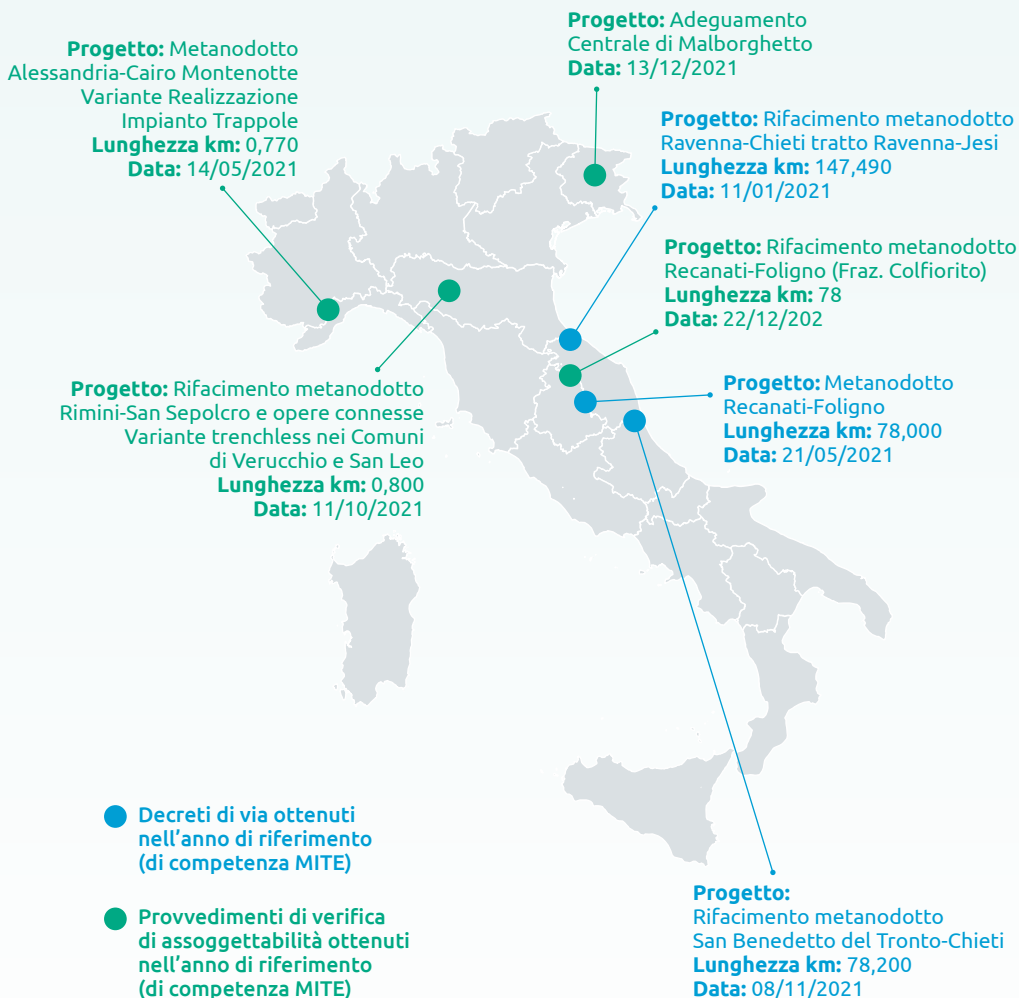 Progetto: Adeguamento
Centrale di Malborghetto
Data: 13/12/2021
Progetto: Metanodotto
Alessandria-Cairo Montenotte
Variante Realizzazione
Impianto Trappole
Lunghezza km: 0,770
Data: 14/05/2021
Progetto: Rifacimento metanodotto
Ravenna-Chieti tratto Ravenna-Jesi
Lunghezza km: 147,490
Data: 11/01/2021
Progetto: Rifacimento metanodotto
Recanati-Foligno (Fraz. Colfiorito)
Lunghezza km: 78
Data: 22/12/202
Progetto: Rifacimento metanodotto
Rimini-San Sepolcro e opere connesse
Variante trenchless nei Comuni
di Verucchio e San Leo
Lunghezza km: 0,800
Data: 11/10/2021
Progetto: Metanodotto
Recanati-Foligno
Lunghezza km: 78,000
Data: 21/05/2021
Decreti di via ottenuti
nell'anno di riferimento
(di competenza MITE)
Provvedimenti di verifica
di assoggettabilità ottenuti
nell'anno di riferimento
(di competenza MITE)
Progetto:
Rifacimento metanodotto
San Benedetto del Tronto-Chieti
Lunghezza km: 78,200
Data: 08/11/2021